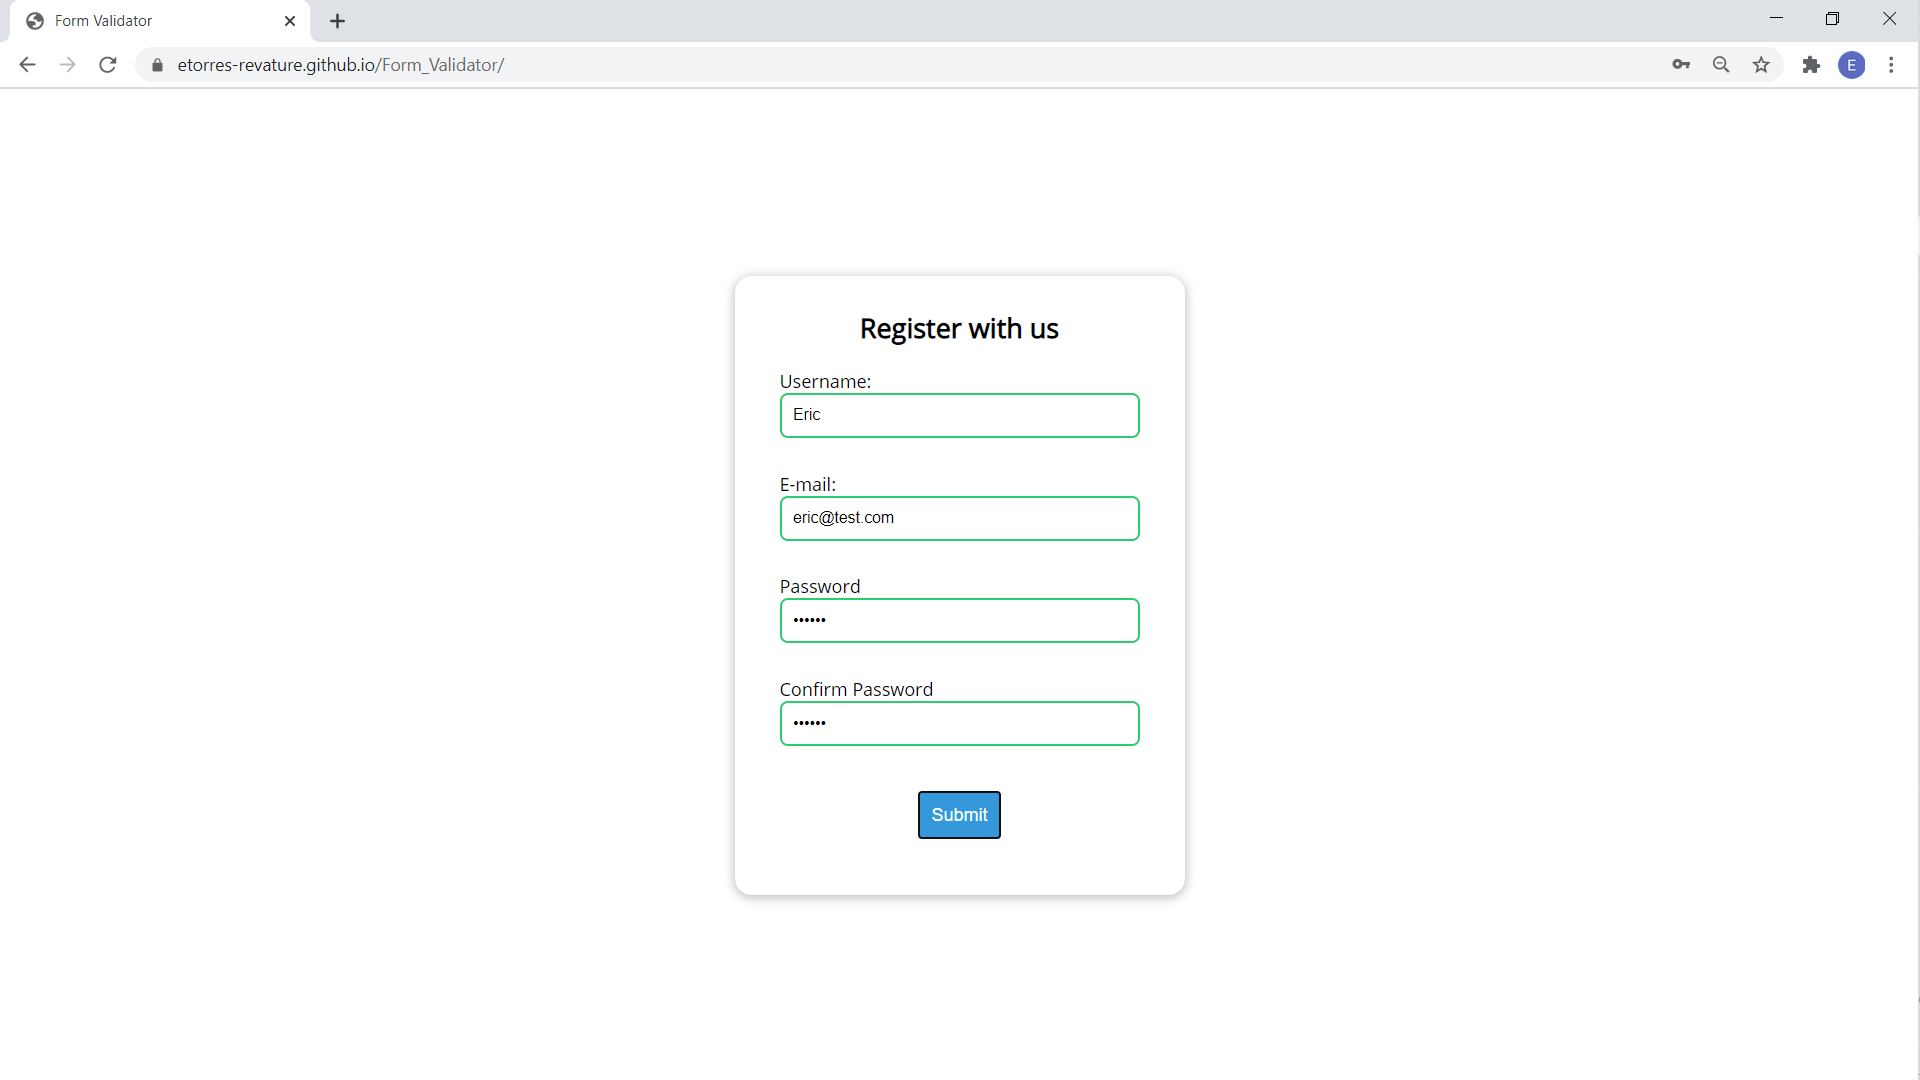 Form Validator
etorres-revature.github.io/Form_Validator/
E
Register with us
Username:
Eric
E-mail:
eric@test.com
Password
••••••
Confirm Password
••••••
Submit